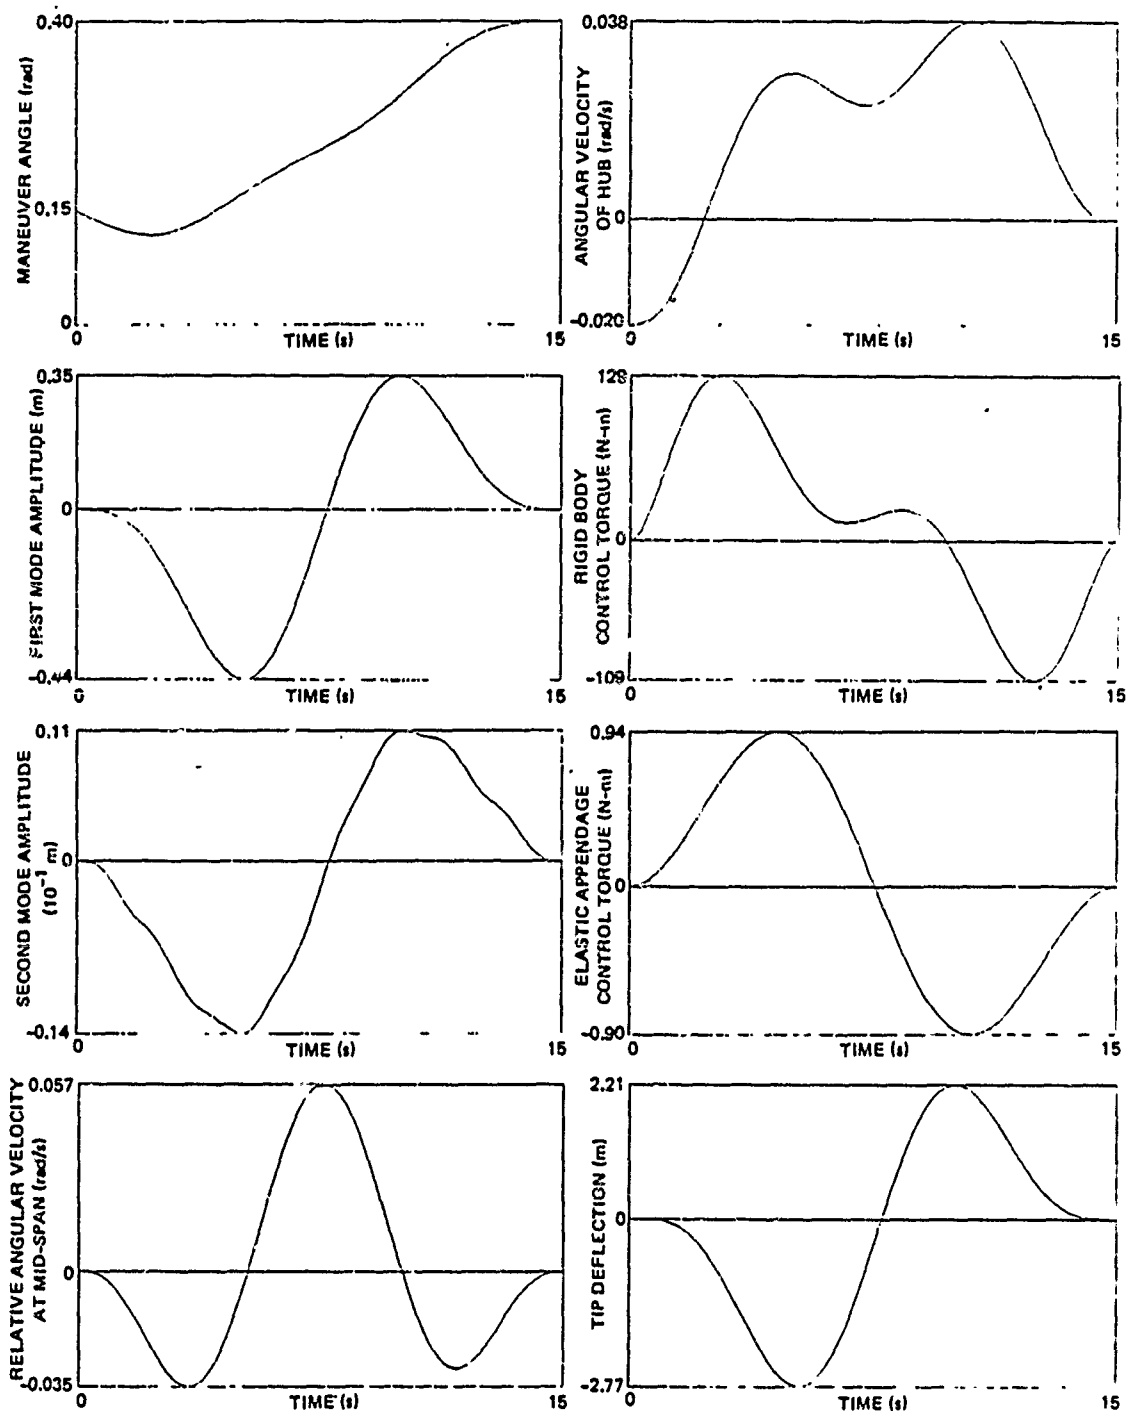 0.40
MANEUVER ANGLE (rad)
0.15
0
0
TIME (s)
15
0.038
ANGULAR VELOCITY
OF HUB (rad/s)
0
-0.020
0
TIME (s)
15
0.35
FIRST MODE AMPLITUDE (m)
0
-0.44
0
TIME (s)
15
128
RIGID BODY
CONTROL TORQUE (N-m)
0
-109
0
TIME (s)
15
0.11
SECOND MODE AMPLITUDE
(10⁻¹ m)
0
-0.14
0
TIME (s)
15
0.94
ELASTIC APPENDAGE
CONTROL TORQUE (N-m)
0
-0.90
0
TIME (s)
15
0.057
RELATIVE ANGULAR VELOCITY
AT MID-SPAN (rad/s)
0
-0.035
0
TIME (s)
15
2.21
TIP DEFLECTION (m)
0
-2.77
0
TIME (s)
15